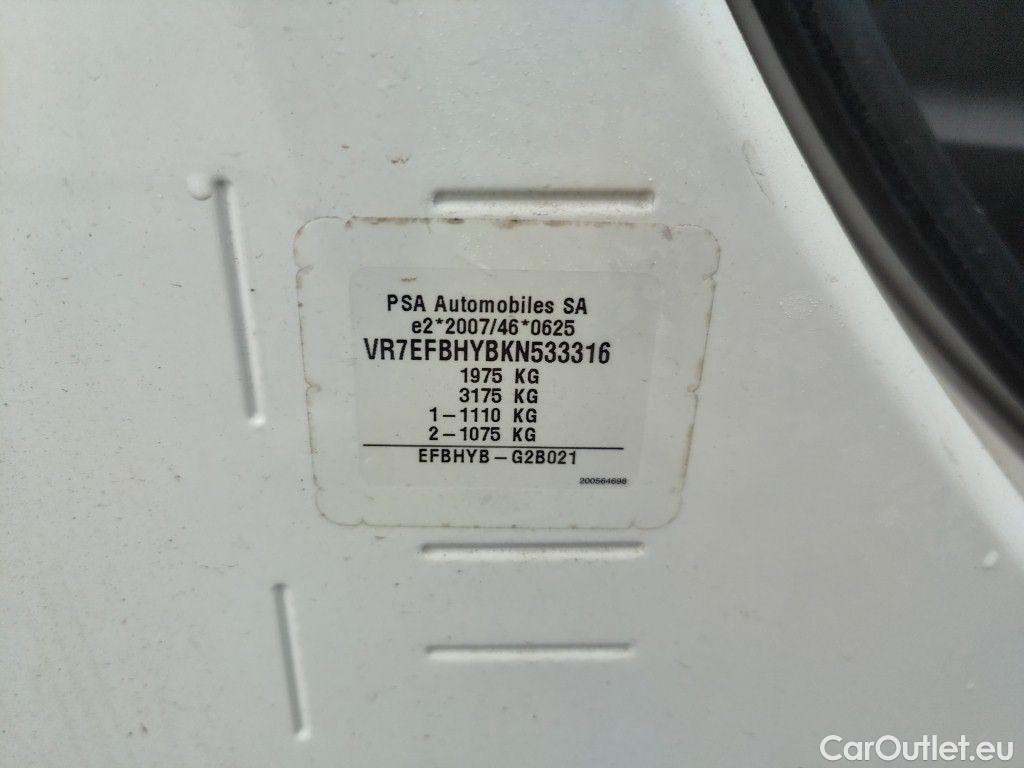 PSA Automobiles SA
e2*2007/46*0625
VR7EFBHYBKN533316
1975 KG
3175 KG
1-1110 KG
2-1075 KG
EFBHYB-G2B021
200564698
CarOutlet.eu